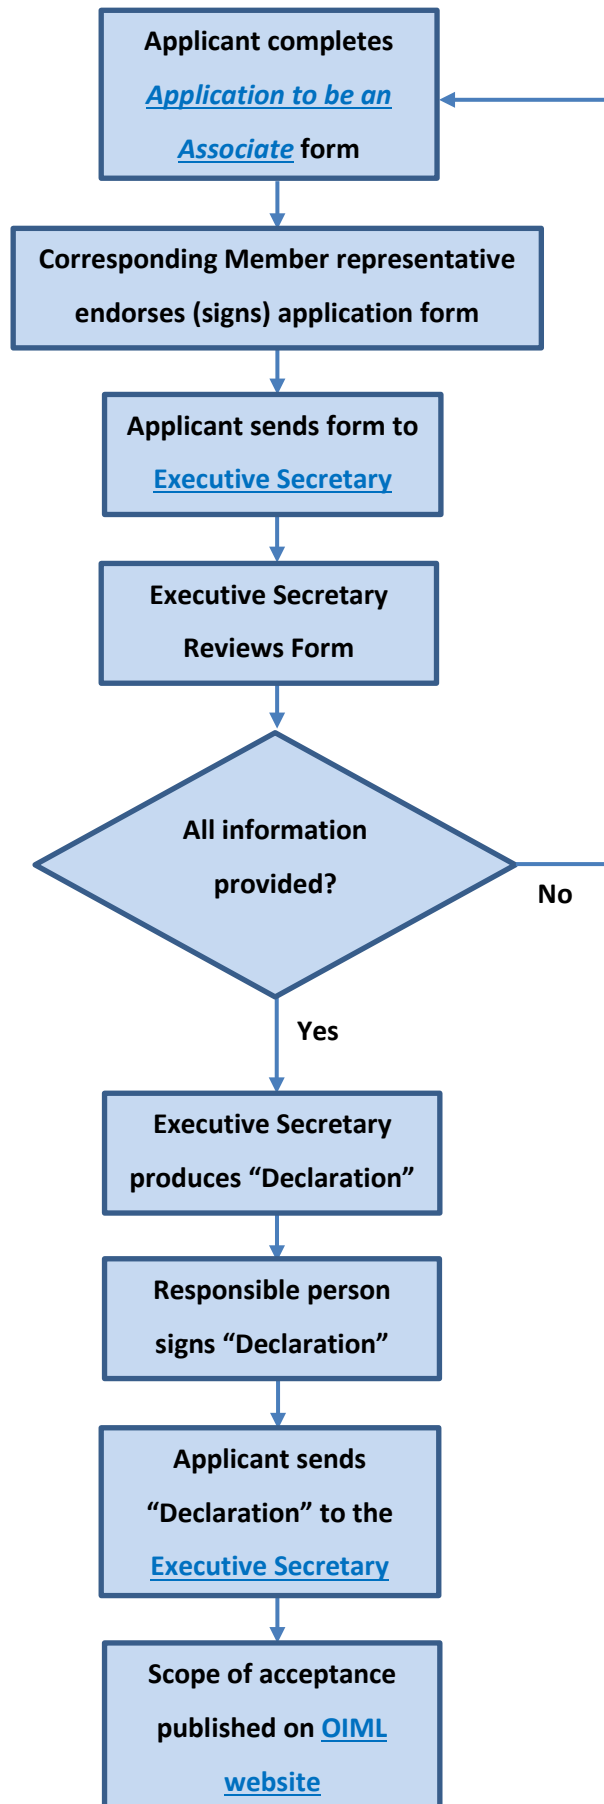 Applicant completes
Application to be an
Associate form
Corresponding Member representative
endorses (signs) application form
Applicant sends form to
Executive Secretary
Executive Secretary
Reviews Form
All information
provided?
No
Yes
Executive Secretary
produces “Declaration”
Responsible person
signs “Declaration”
Applicant sends
“Declaration” to the
Executive Secretary
Scope of acceptance
published on OIML
website